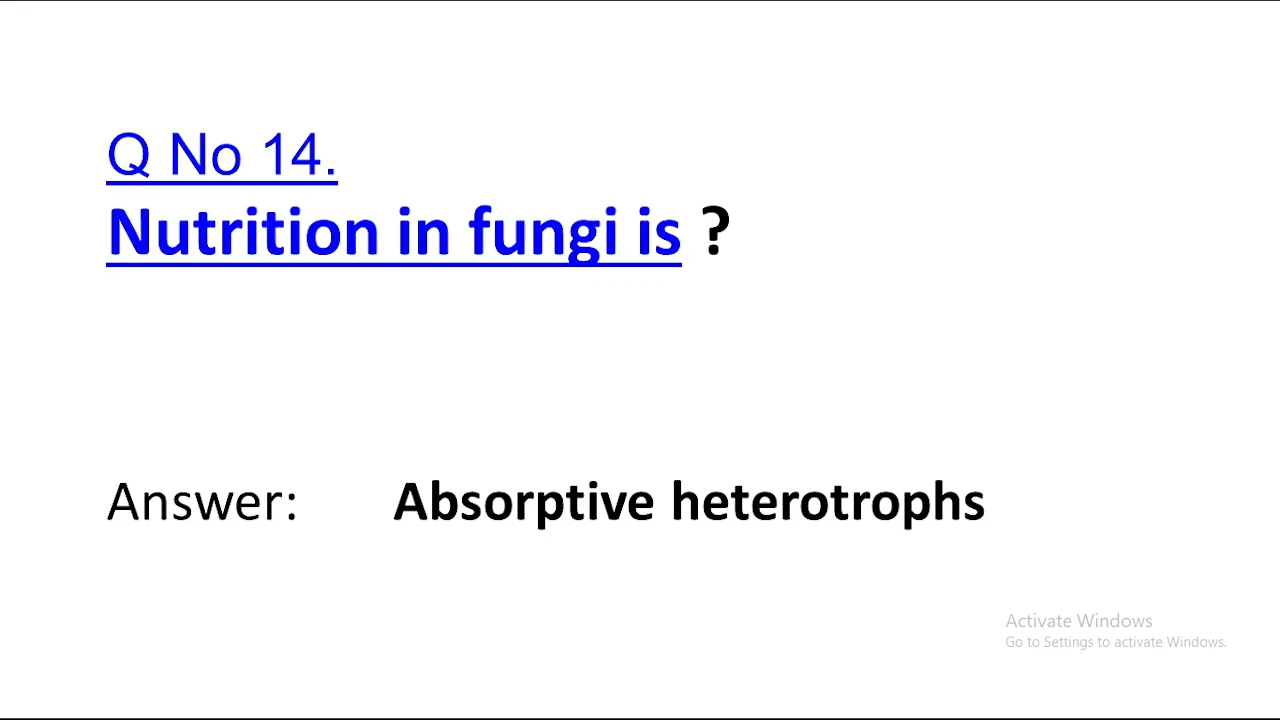 Q No 14.
Nutrition in fungi is ?
Answer: Absorptive heterotrophs
Activate Windows
Go to Settings to activate Windows.